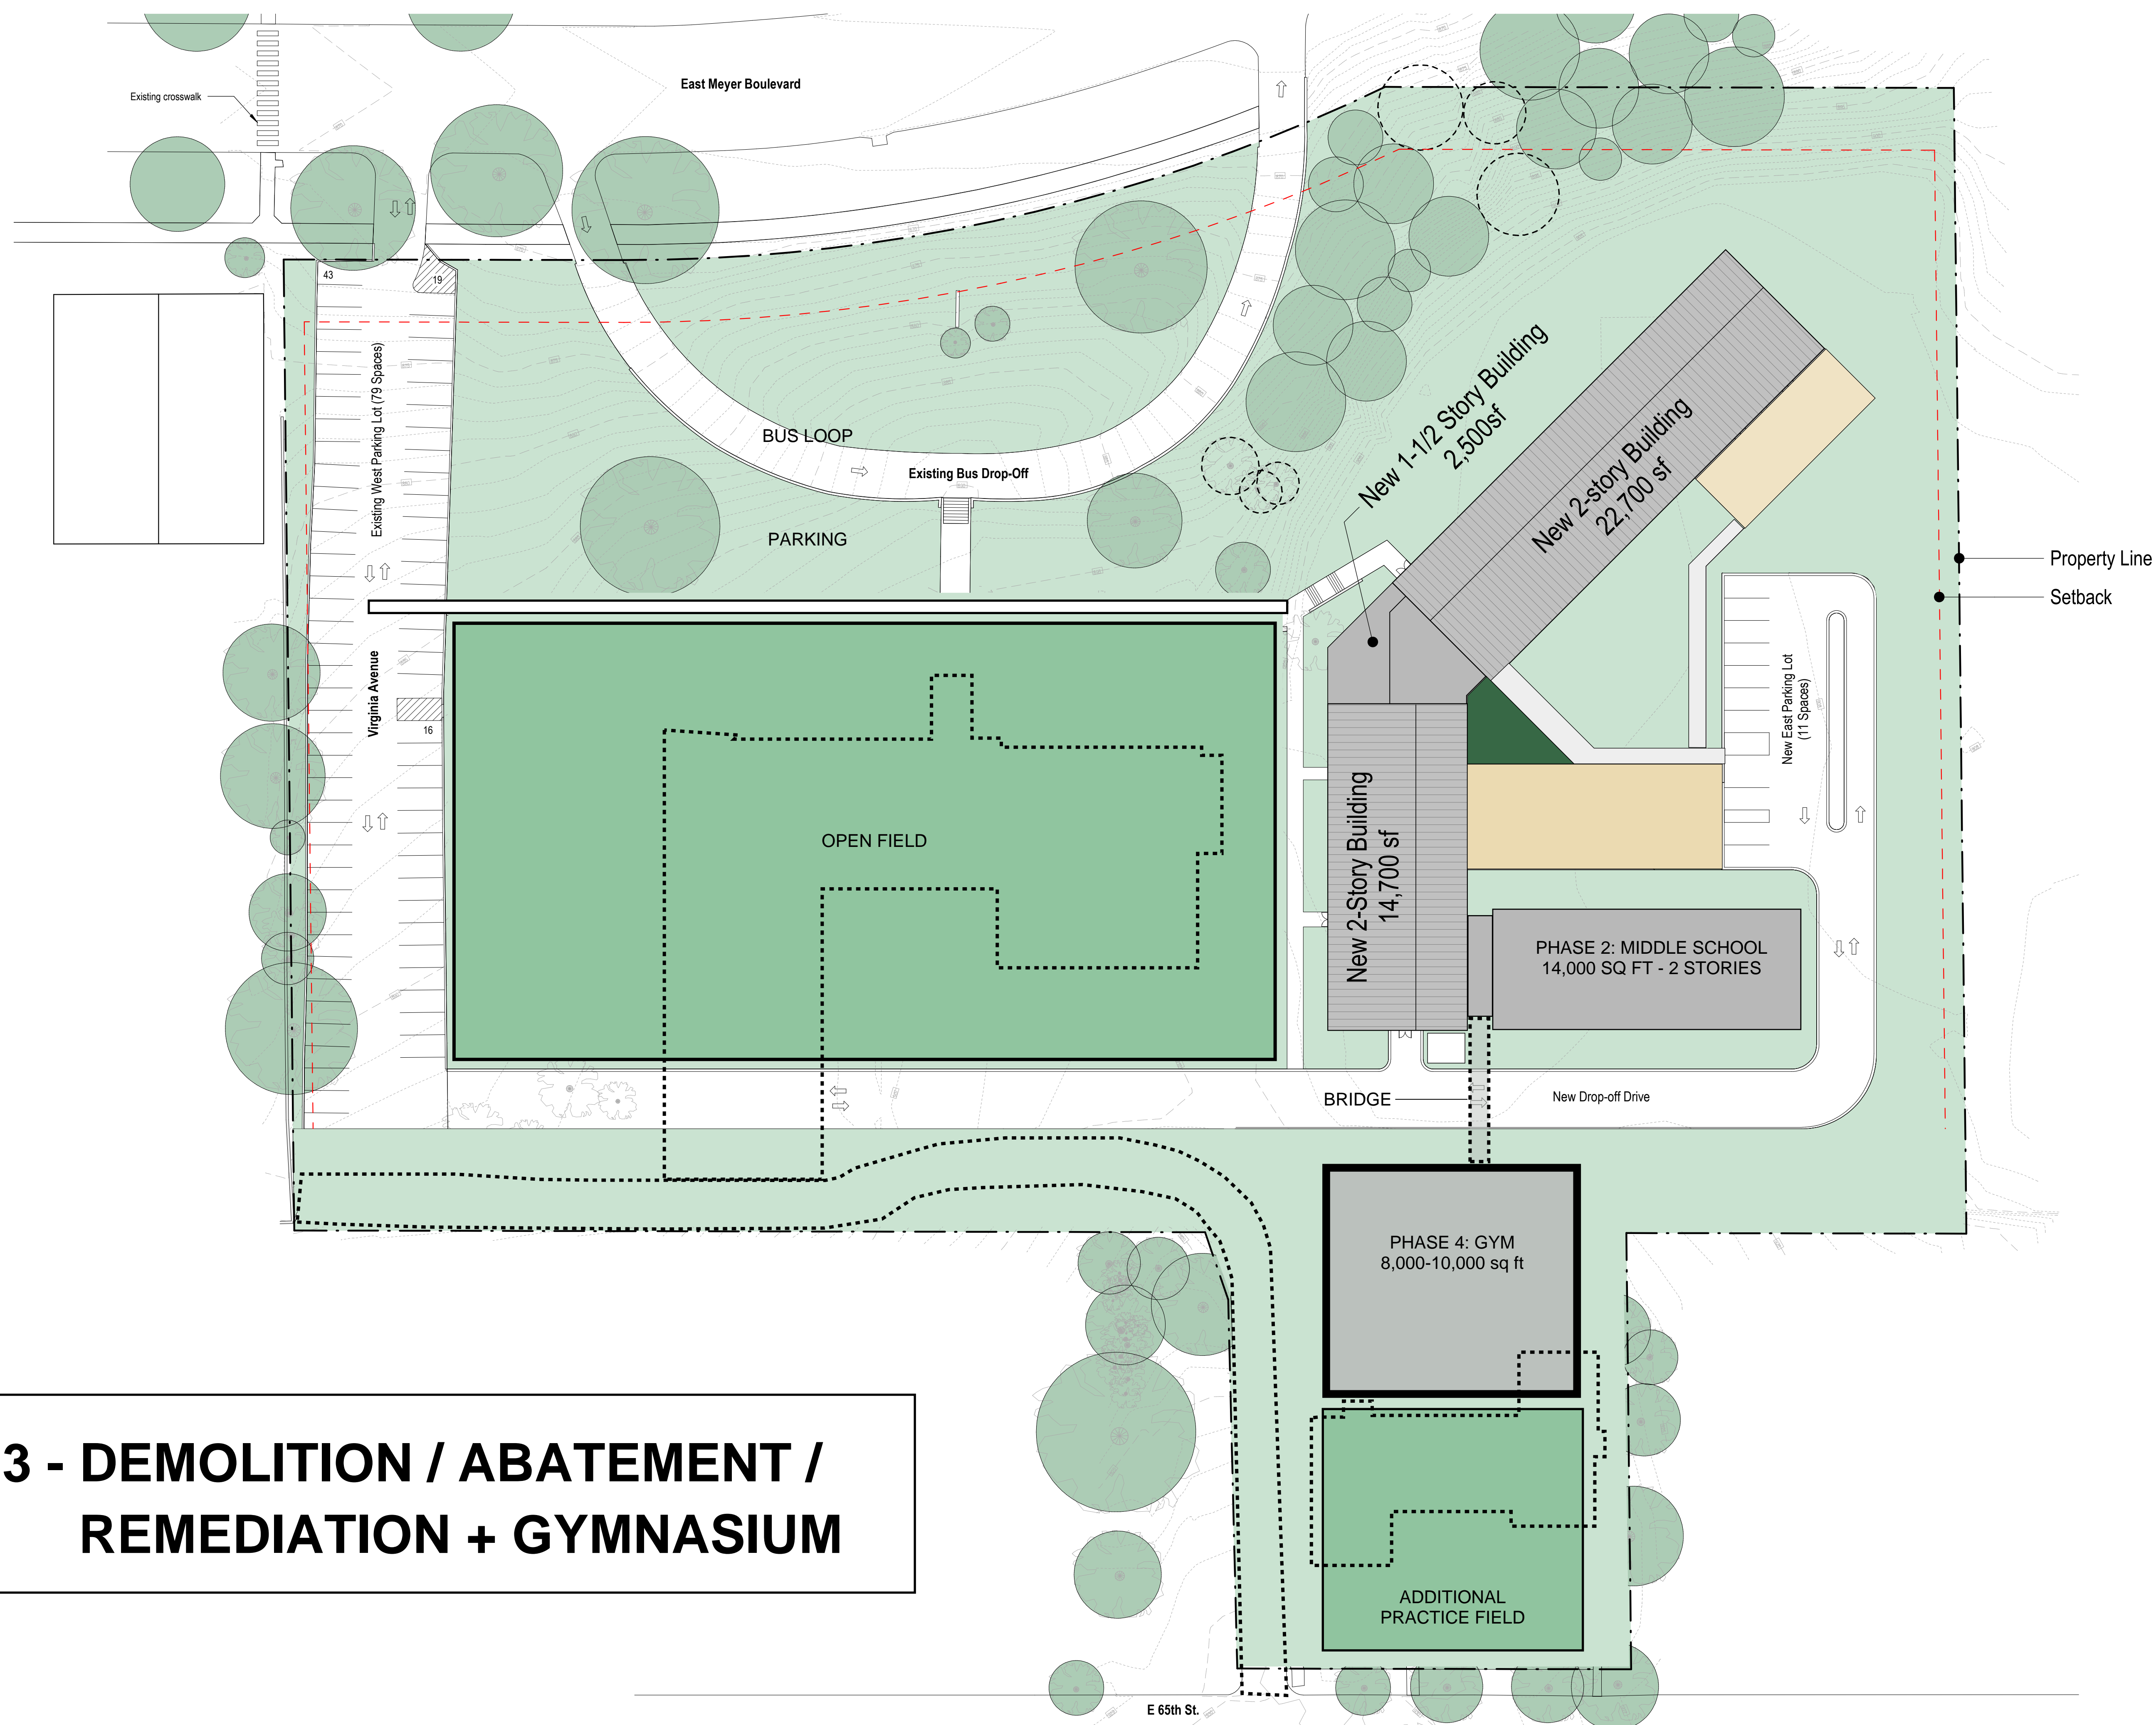 East Meyer Boulevard
Existing crosswalk
43
19
Existing West Parking Lot (79 Spaces)
BUS LOOP
Existing Bus Drop-Off
PARKING
New 1-1/2 Story Building
2,500sf
New 2-story Building
22,700 sf
Property Line
Setback
Virginia Avenue
16
New East Parking Lot
(11 Spaces)
OPEN FIELD
New 2-Story Building
14,700 sf
PHASE 2: MIDDLE SCHOOL
14,000 SQ FT - 2 STORIES
BRIDGE
New Drop-off Drive
PHASE 4: GYM
8,000-10,000 sq ft
3 - DEMOLITION / ABATEMENT /
REMEDIATION + GYMNASIUM
ADDITIONAL
PRACTICE FIELD
E 65th St.